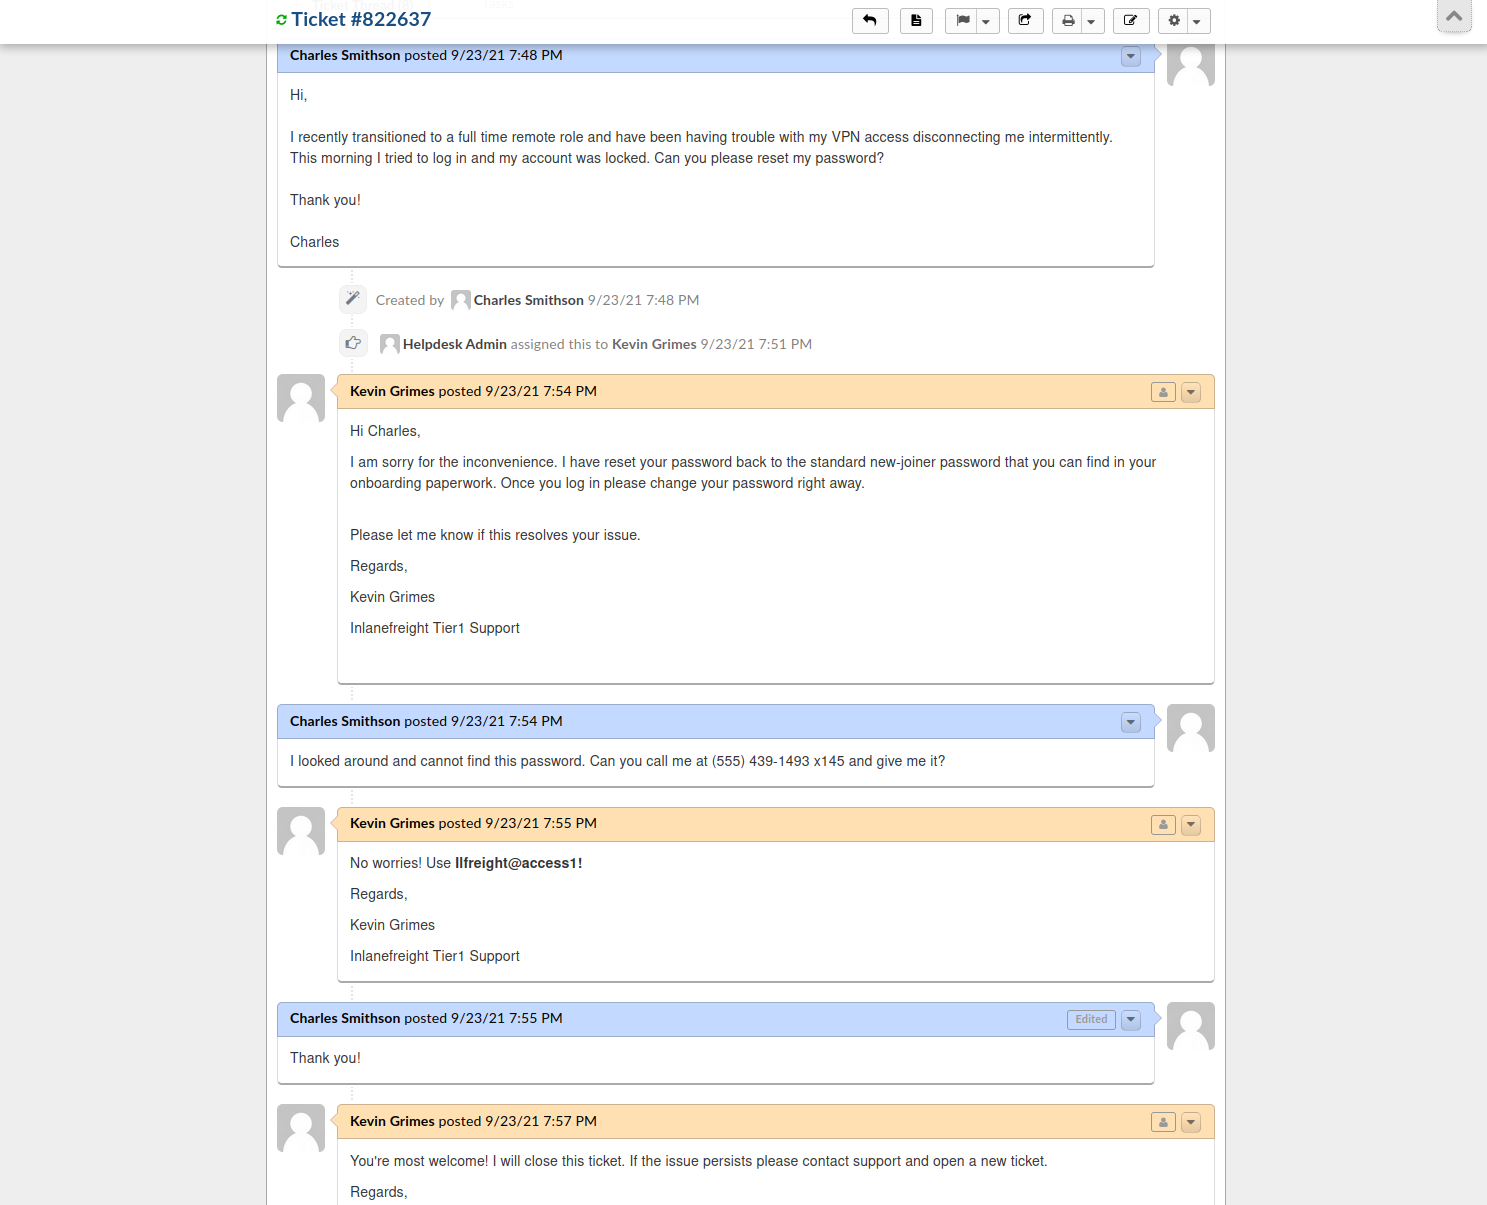 Ticket #822637
Charles Smithson posted 9/23/21 7:48 PM
Hi,
I recently transitioned to a full time remote role and have been having trouble with my VPN access disconnecting me intermittently.
This morning I tried to log in and my account was locked. Can you please reset my password?
Thank you!
Charles
Created by Charles Smithson 9/23/21 7:48 PM
Helpdesk Admin assigned this to Kevin Grimes 9/23/21 7:51 PM
Kevin Grimes posted 9/23/21 7:54 PM
Hi Charles,
I am sorry for the inconvenience. I have reset your password back to the standard new-joiner password that you can find in your
onboarding paperwork. Once you log in please change your password right away.
Please let me know if this resolves your issue.
Regards,
Kevin Grimes
Inlanefreight Tier1 Support
Charles Smithson posted 9/23/21 7:54 PM
I looked around and cannot find this password. Can you call me at (555) 439-1493 x145 and give me it?
Kevin Grimes posted 9/23/21 7:55 PM
No worries! Use Ilfreight@access1!
Regards,
Kevin Grimes
Inlanefreight Tier1 Support
Charles Smithson posted 9/23/21 7:55 PM Edited
Thank you!
Kevin Grimes posted 9/23/21 7:57 PM
You're most welcome! I will close this ticket. If the issue persists please contact support and open a new ticket.
Regards,